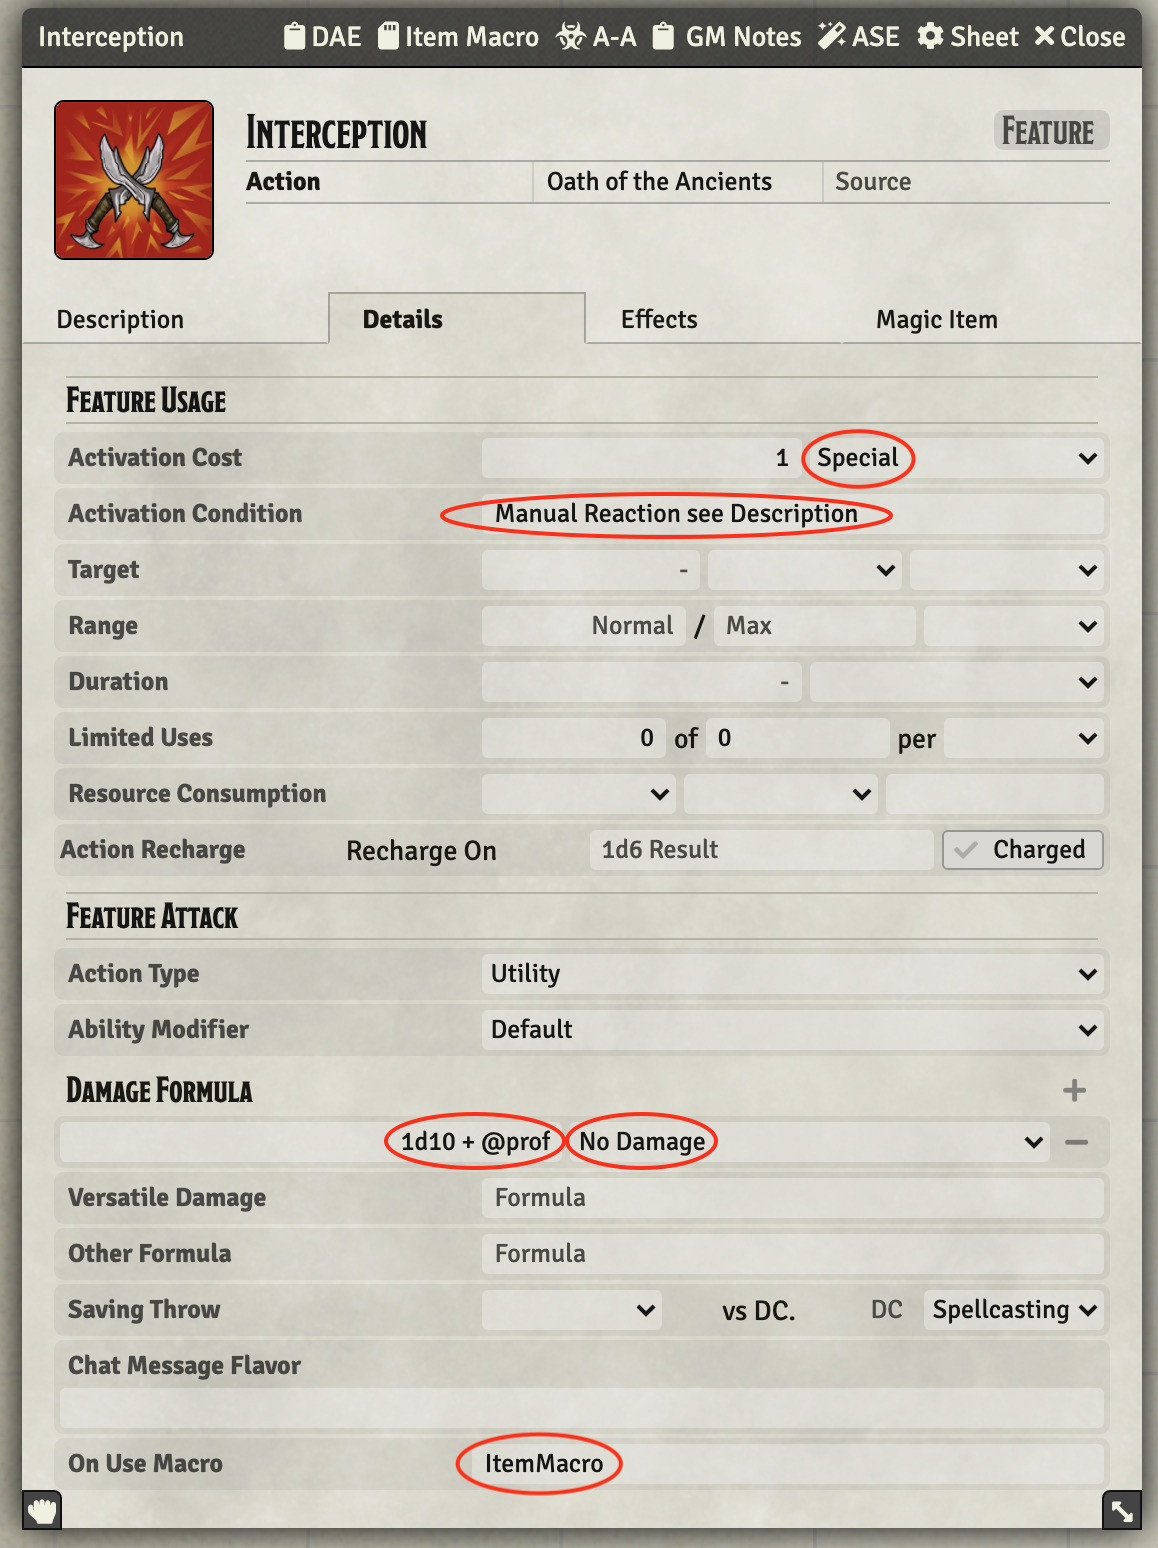 Interception DAE Item Macro A-A GM Notes ASE Sheet Close
Interception Feature
Action Oath of the Ancients Source
Description Details Effects Magic Item
Feature Usage
Activation Cost 1 Special
Activation Condition Manual Reaction see Description
Target -
Range Normal / Max
Duration -
Limited Uses 0 of 0 per
Resource Consumption
Action Recharge Recharge On 1d6 Result Charged
Feature Attack
Action Type Utility
Ability Modifier Default
Damage Formula
1d10 + @prof No Damage
Versatile Damage Formula
Other Formula Formula
Saving Throw vs DC. DC Spellcasting
Chat Message Flavor
On Use Macro ItemMacro